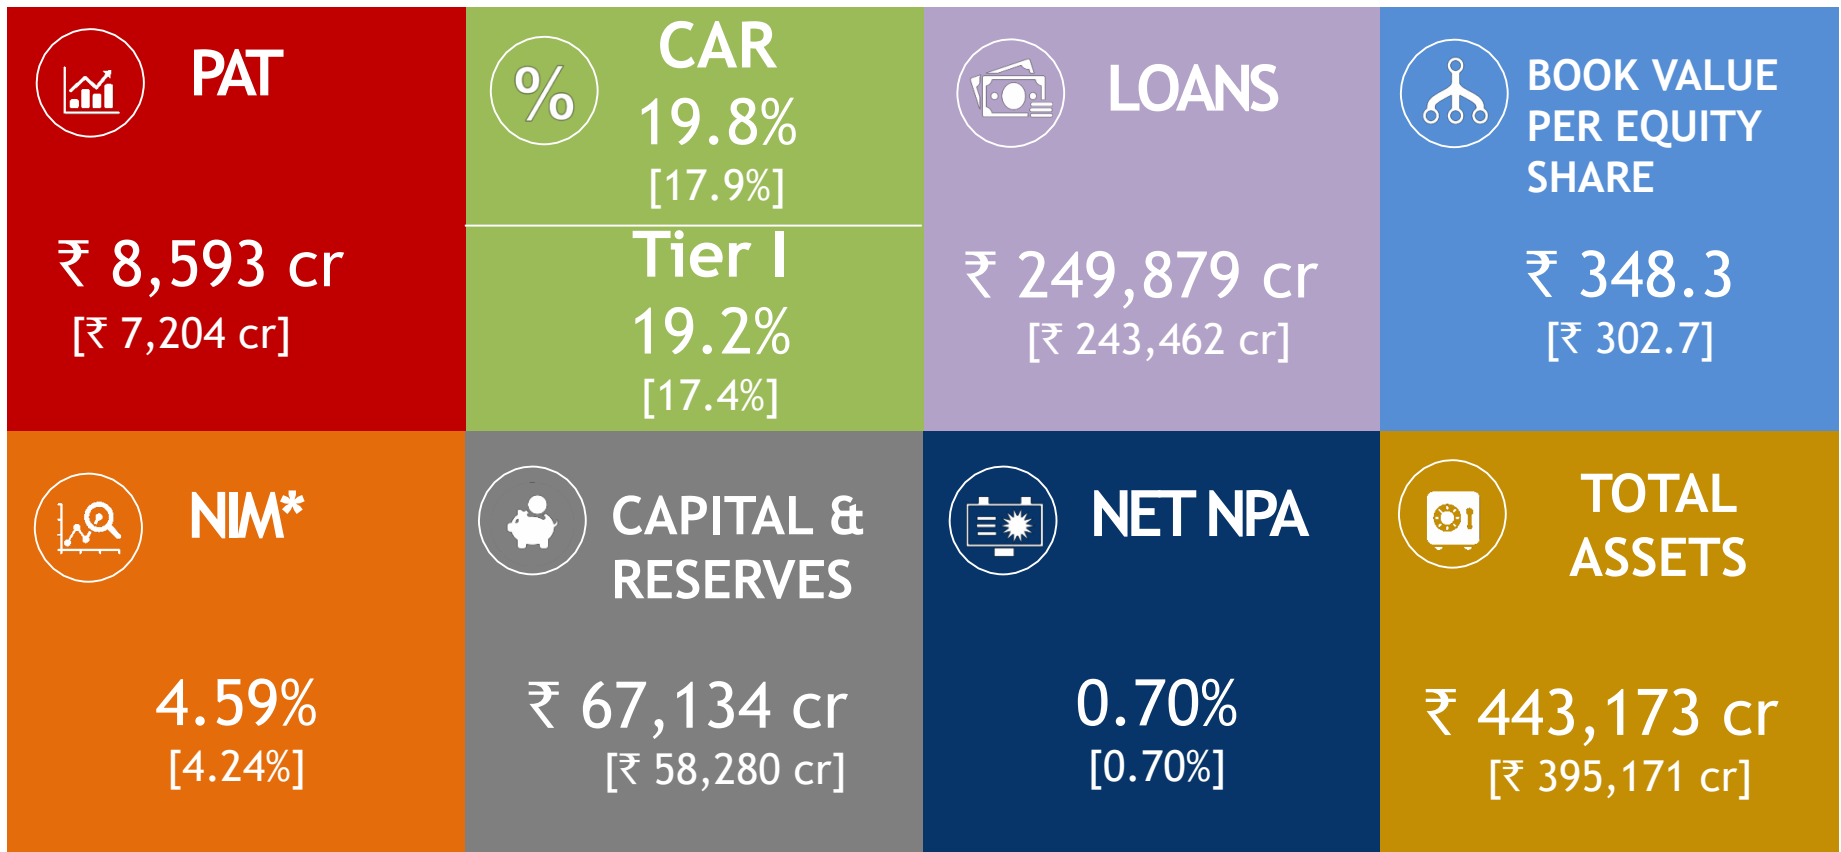 PAT
₹ 8,593 cr
[₹ 7,204 cr]
%
CAR
19.8%
[17.9%]
Tier I
19.2%
[17.4%]
LOANS
₹ 249,879 cr
[₹ 243,462 cr]
BOOK VALUE
PER EQUITY
SHARE
₹ 348.3
[₹ 302.7]
NIM*
4.59%
[4.24%]
CAPITAL &
RESERVES
₹ 67,134 cr
[₹ 58,280 cr]
NET NPA
0.70%
[0.70%]
TOTAL
ASSETS
₹ 443,173 cr
[₹ 395,171 cr]